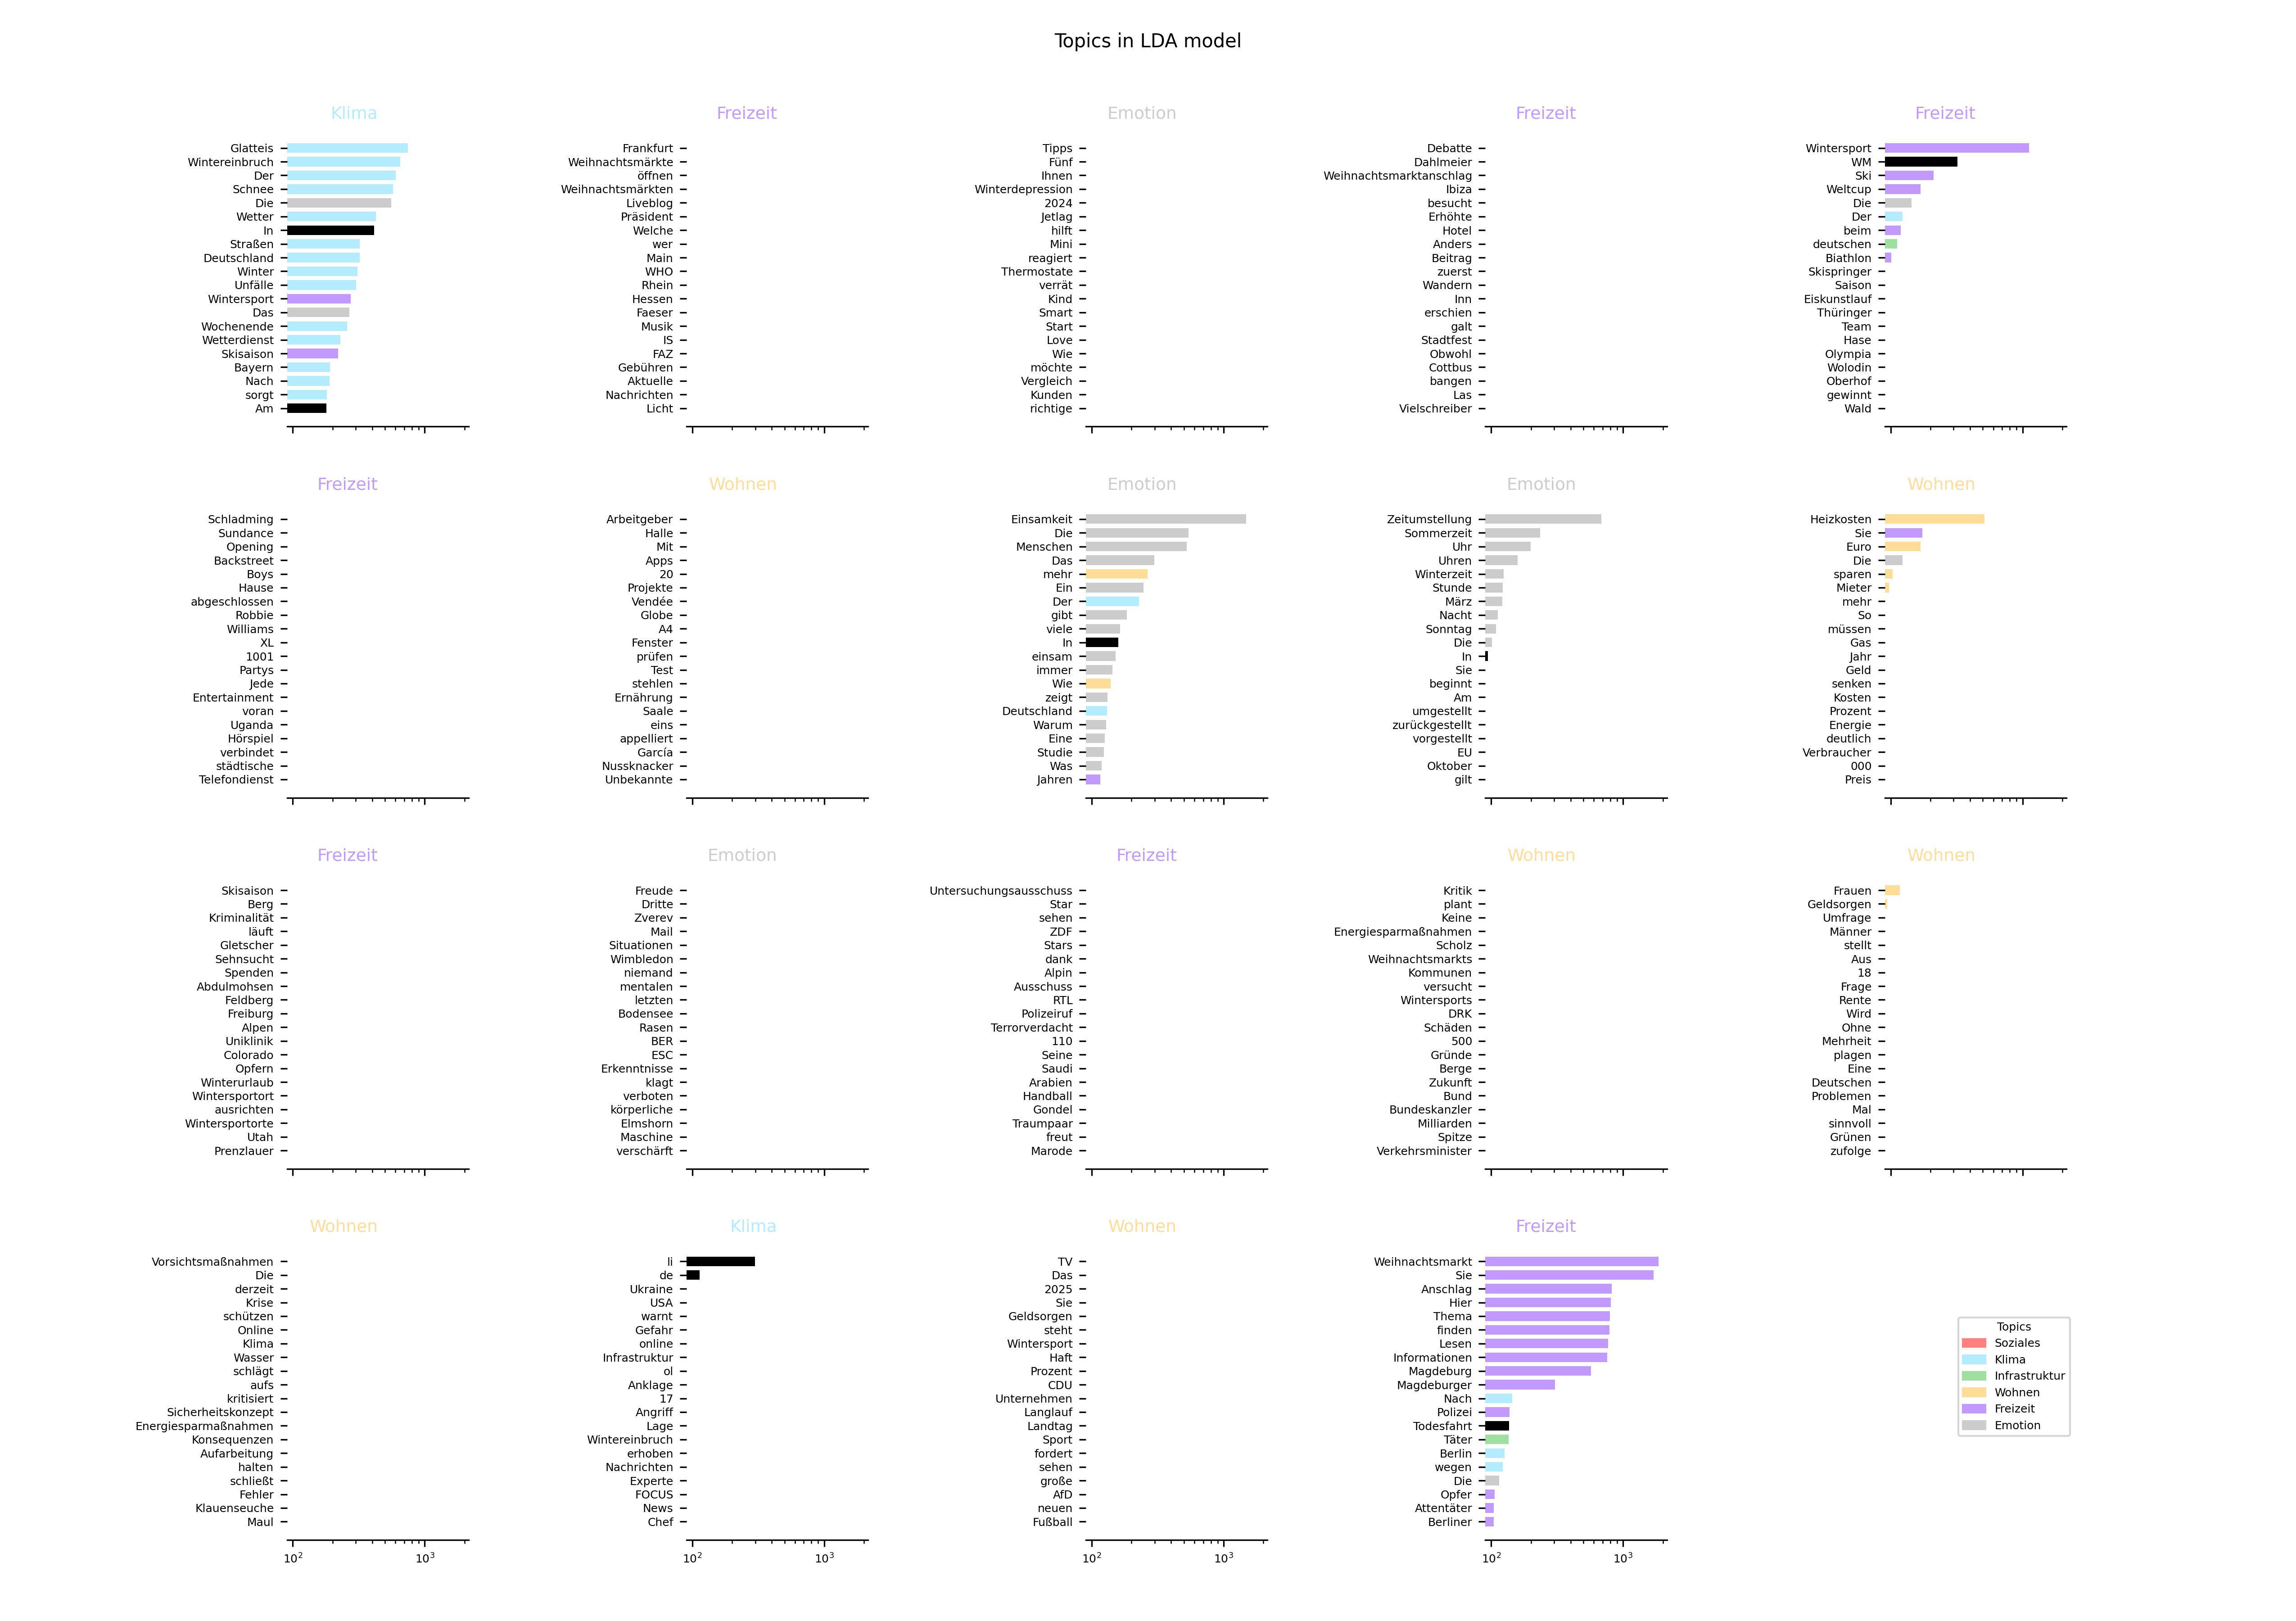 Topics in LDA model
Klima
Glatteis
Wintereinbruch
Der
Schnee
Die
Wetter
In
Straßen
Deutschland
Winter
Unfälle
Wintersport
Das
Wochenende
Wetterdienst
Skisaison
Bayern
Nach
sorgt
Am
Freizeit
Frankfurt
Weihnachtsmärkte
öffnen
Weihnachtsmärkten
Liveblog
Präsident
Welche
wer
Main
WHO
Rhein
Hessen
Faeser
Musik
IS
FAZ
Gebühren
Aktuelle
Nachrichten
Licht
Emotion
Tipps
Fünf
Ihnen
Winterdepression
2024
Jetlag
hilft
Mini
reagiert
Thermostate
verrät
Kind
Smart
Start
Love
Wie
möchte
Vergleich
Kunden
richtige
Freizeit
Debatte
Dahlmeier
Weihnachtsmarktanschlag
Ibiza
besucht
Erhöhte
Hotel
Anders
Beitrag
zuerst
Wandern
Inn
erschien
galt
Stadtfest
Obwohl
Cottbus
bangen
Las
Vielschreiber
Freizeit
Wintersport
WM
Ski
Weltcup
Die
Der
beim
deutschen
Biathlon
Skispringer
Saison
Eiskunstlauf
Thüringer
Team
Hase
Olympia
Wolodin
Oberhof
gewinnt
Wald
Freizeit
Schladming
Sundance
Opening
Backstreet
Boys
Hause
abgeschlossen
Robbie
Williams
XL
1001
Partys
Jede
Entertainment
voran
Uganda
Hörspiel
verbindet
städtische
Telefondienst
Wohnen
Arbeitgeber
Halle
Mit
Apps
20
Projekte
Vendée
Globe
A4
Fenster
prüfen
Test
stehlen
Ernährung
Saale
eins
appelliert
García
Nussknacker
Unbekannte
Emotion
Einsamkeit
Die
Menschen
Das
mehr
Ein
Der
gibt
viele
In
einsam
immer
Wie
zeigt
Deutschland
Warum
Eine
Studie
Was
Jahren
Emotion
Zeitumstellung
Sommerzeit
Uhr
Uhren
Winterzeit
Stunde
März
Nacht
Sonntag
Die
In
Sie
beginnt
Am
umgestellt
zurückgestellt
vorgestellt
EU
Oktober
gilt
Wohnen
Heizkosten
Sie
Euro
Die
sparen
Mieter
mehr
So
müssen
Gas
Jahr
Geld
senken
Kosten
Prozent
Energie
deutlich
Verbraucher
000
Preis
Freizeit
Skisaison
Berg
Kriminalität
läuft
Gletscher
Sehnsucht
Spenden
Abdulmohsen
Feldberg
Freiburg
Alpen
Uniklinik
Colorado
Opfern
Winterurlaub
Wintersportort
ausrichten
Wintersportorte
Utah
Prenzlauer
Emotion
Freude
Dritte
Zverev
Mail
Situationen
Wimbledon
niemand
mentalen
letzten
Bodensee
Rasen
BER
ESC
Erkenntnisse
klagt
verboten
körperliche
Elmshorn
Maschine
verschärft
Freizeit
Untersuchungsausschuss
Star
sehen
ZDF
Stars
dank
Alpin
Ausschuss
RTL
Polizeiruf
Terrorverdacht
110
Seine
Saudi
Arabien
Handball
Gondel
Traumpaar
freut
Marode
Wohnen
Kritik
plant
Keine
Energiesparmaßnahmen
Scholz
Weihnachtsmarkts
Kommunen
versucht
Wintersports
DRK
Schäden
500
Gründe
Berge
Zukunft
Bund
Bundeskanzler
Milliarden
Spitze
Verkehrsminister
Wohnen
Frauen
Geldsorgen
Umfrage
Männer
stellt
Aus
18
Frage
Rente
Wird
Ohne
Mehrheit
plagen
Eine
Deutschen
Problemen
Mal
sinnvoll
Grünen
zufolge
Wohnen
Vorsichtsmaßnahmen
Die
derzeit
Krise
schützen
Online
Klima
Wasser
schlägt
aufs
kritisiert
Sicherheitskonzept
Energiesparmaßnahmen
Konsequenzen
Aufarbeitung
halten
schließt
Fehler
Klauenseuche
Maul
10²
10³
Klima
li
de
Ukraine
USA
warnt
Gefahr
online
Infrastruktur
ol
Anklage
17
Angriff
Lage
Wintereinbruch
erhoben
Nachrichten
Experte
FOCUS
News
Chef
10²
10³
Wohnen
TV
Das
2025
Sie
Geldsorgen
steht
Wintersport
Haft
Prozent
CDU
Unternehmen
Langlauf
Landtag
Sport
fordert
sehen
große
AfD
neuen
Fußball
10²
10³
Freizeit
Weihnachtsmarkt
Sie
Anschlag
Hier
Thema
finden
Lesen
Informationen
Magdeburg
Magdeburger
Nach
Polizei
Todesfahrt
Täter
Berlin
wegen
Die
Opfer
Attentäter
Berliner
10²
10³
Topics
Soziales
Klima
Infrastruktur
Wohnen
Freizeit
Emotion